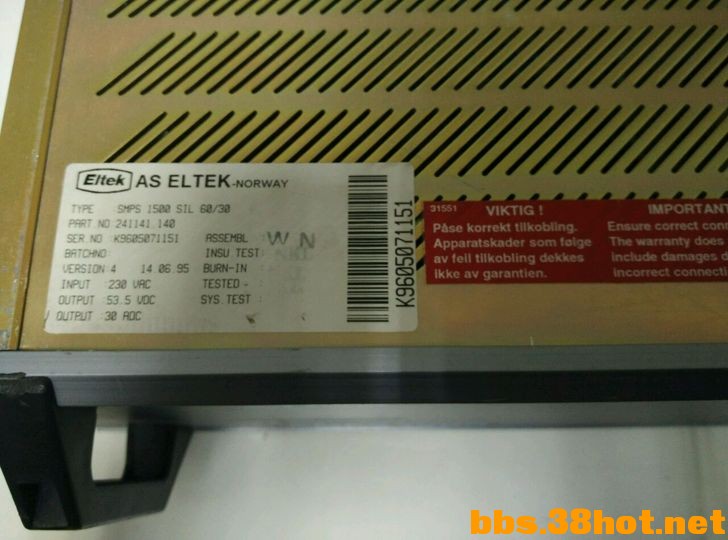 Eltek AS ELTEK-NORWAY
TYPE SMPS 1500 SIL 60/30
PART.NO 241141.140
SER.NO K9605071151 ASSEMBL W N
BATCHNO: INSU TEST:
VERSION 4 14.06.95 BURN-IN
INPUT : 230 VAC TESTED -
OUTPUT : 53.5 VDC SYS.TEST :
OUTPUT : 30 ADC
K9605071151
31551 VIKTIG !
Påse korrekt tilkobling.
Apparatskader som følge
av feil tilkobling dekkes
ikke av garantien.
IMPORTANT
Ensure correct conn
The warranty does
include damages d
incorrect connect
bbs.38hot.net